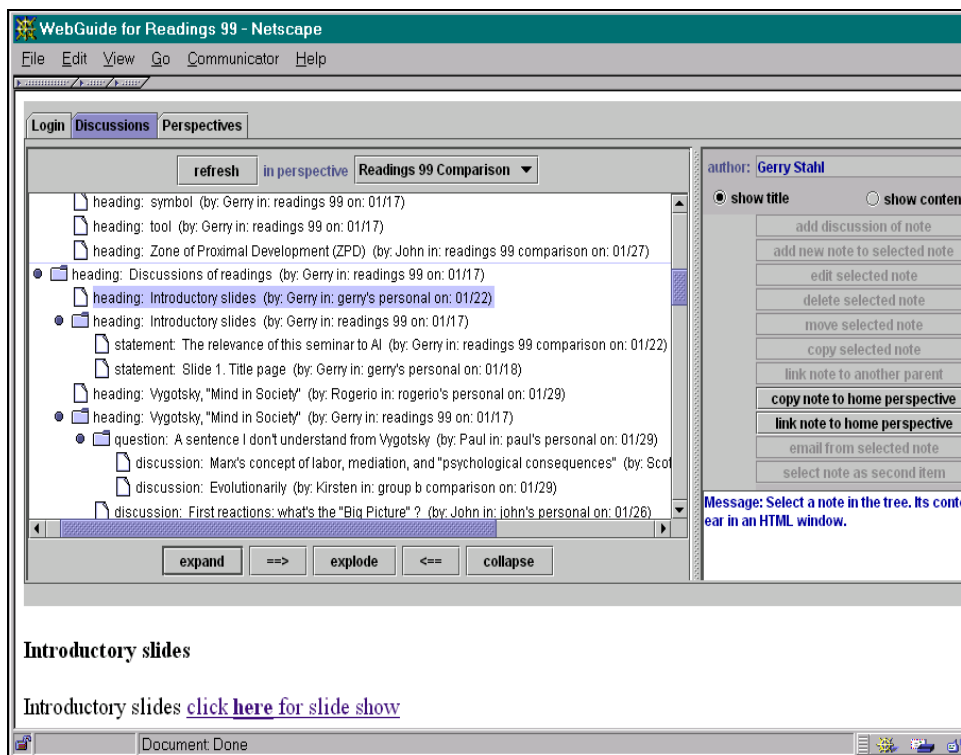 WebGuide for Readings 99 - Netscape
File Edit View Go Communicator Help
Login Discussions Perspectives
refresh in perspective Readings 99 Comparison
heading: symbol (by: Gerry in: readings 99 on: 01/17)
heading: tool (by: Gerry in: readings 99 on: 01/17)
heading: Zone of Proximal Development (ZPD) (by: John in: readings 99 comparison on: 01/27)
heading: Discussions of readings (by: Gerry in: readings 99 on: 01/17)
heading: Introductory slides (by: Gerry in: gerry's personal on: 01/22)
heading: Introductory slides (by: Gerry in: readings 99 on: 01/17)
statement: The relevance of this seminar to AI (by: Gerry in: readings 99 comparison on: 01/22)
statement: Slide 1. Title page (by: Gerry in: gerry's personal on: 01/18)
heading: Vygotsky, "Mind in Society" (by: Rogerio in: rogerio's personal on: 01/29)
heading: Vygotsky, "Mind in Society" (by: Gerry in: readings 99 on: 01/17)
question: A sentence I don't understand from Vygotsky (by: Paul in: paul's personal on: 01/29)
discussion: Marx's concept of labor, mediation, and "psychological consequences" (by: Scot
discussion: Evolutionarily (by: Kirsten in: group b comparison on: 01/29)
discussion: First reactions: what's the "Big Picture" ? (by: John in: john's personal on: 01/26)
expand ==> explode <== collapse
author: Gerry Stahl
show title show conten
add discussion of note
add new note to selected note
edit selected note
delete selected note
move selected note
copy selected note
link note to another parent
copy note to home perspective
link note to home perspective
email from selected note
select note as second item
Message: Select a note in the tree. Its conte
ear in an HTML window.
Introductory slides
Introductory slides click here for slide show
Document: Done